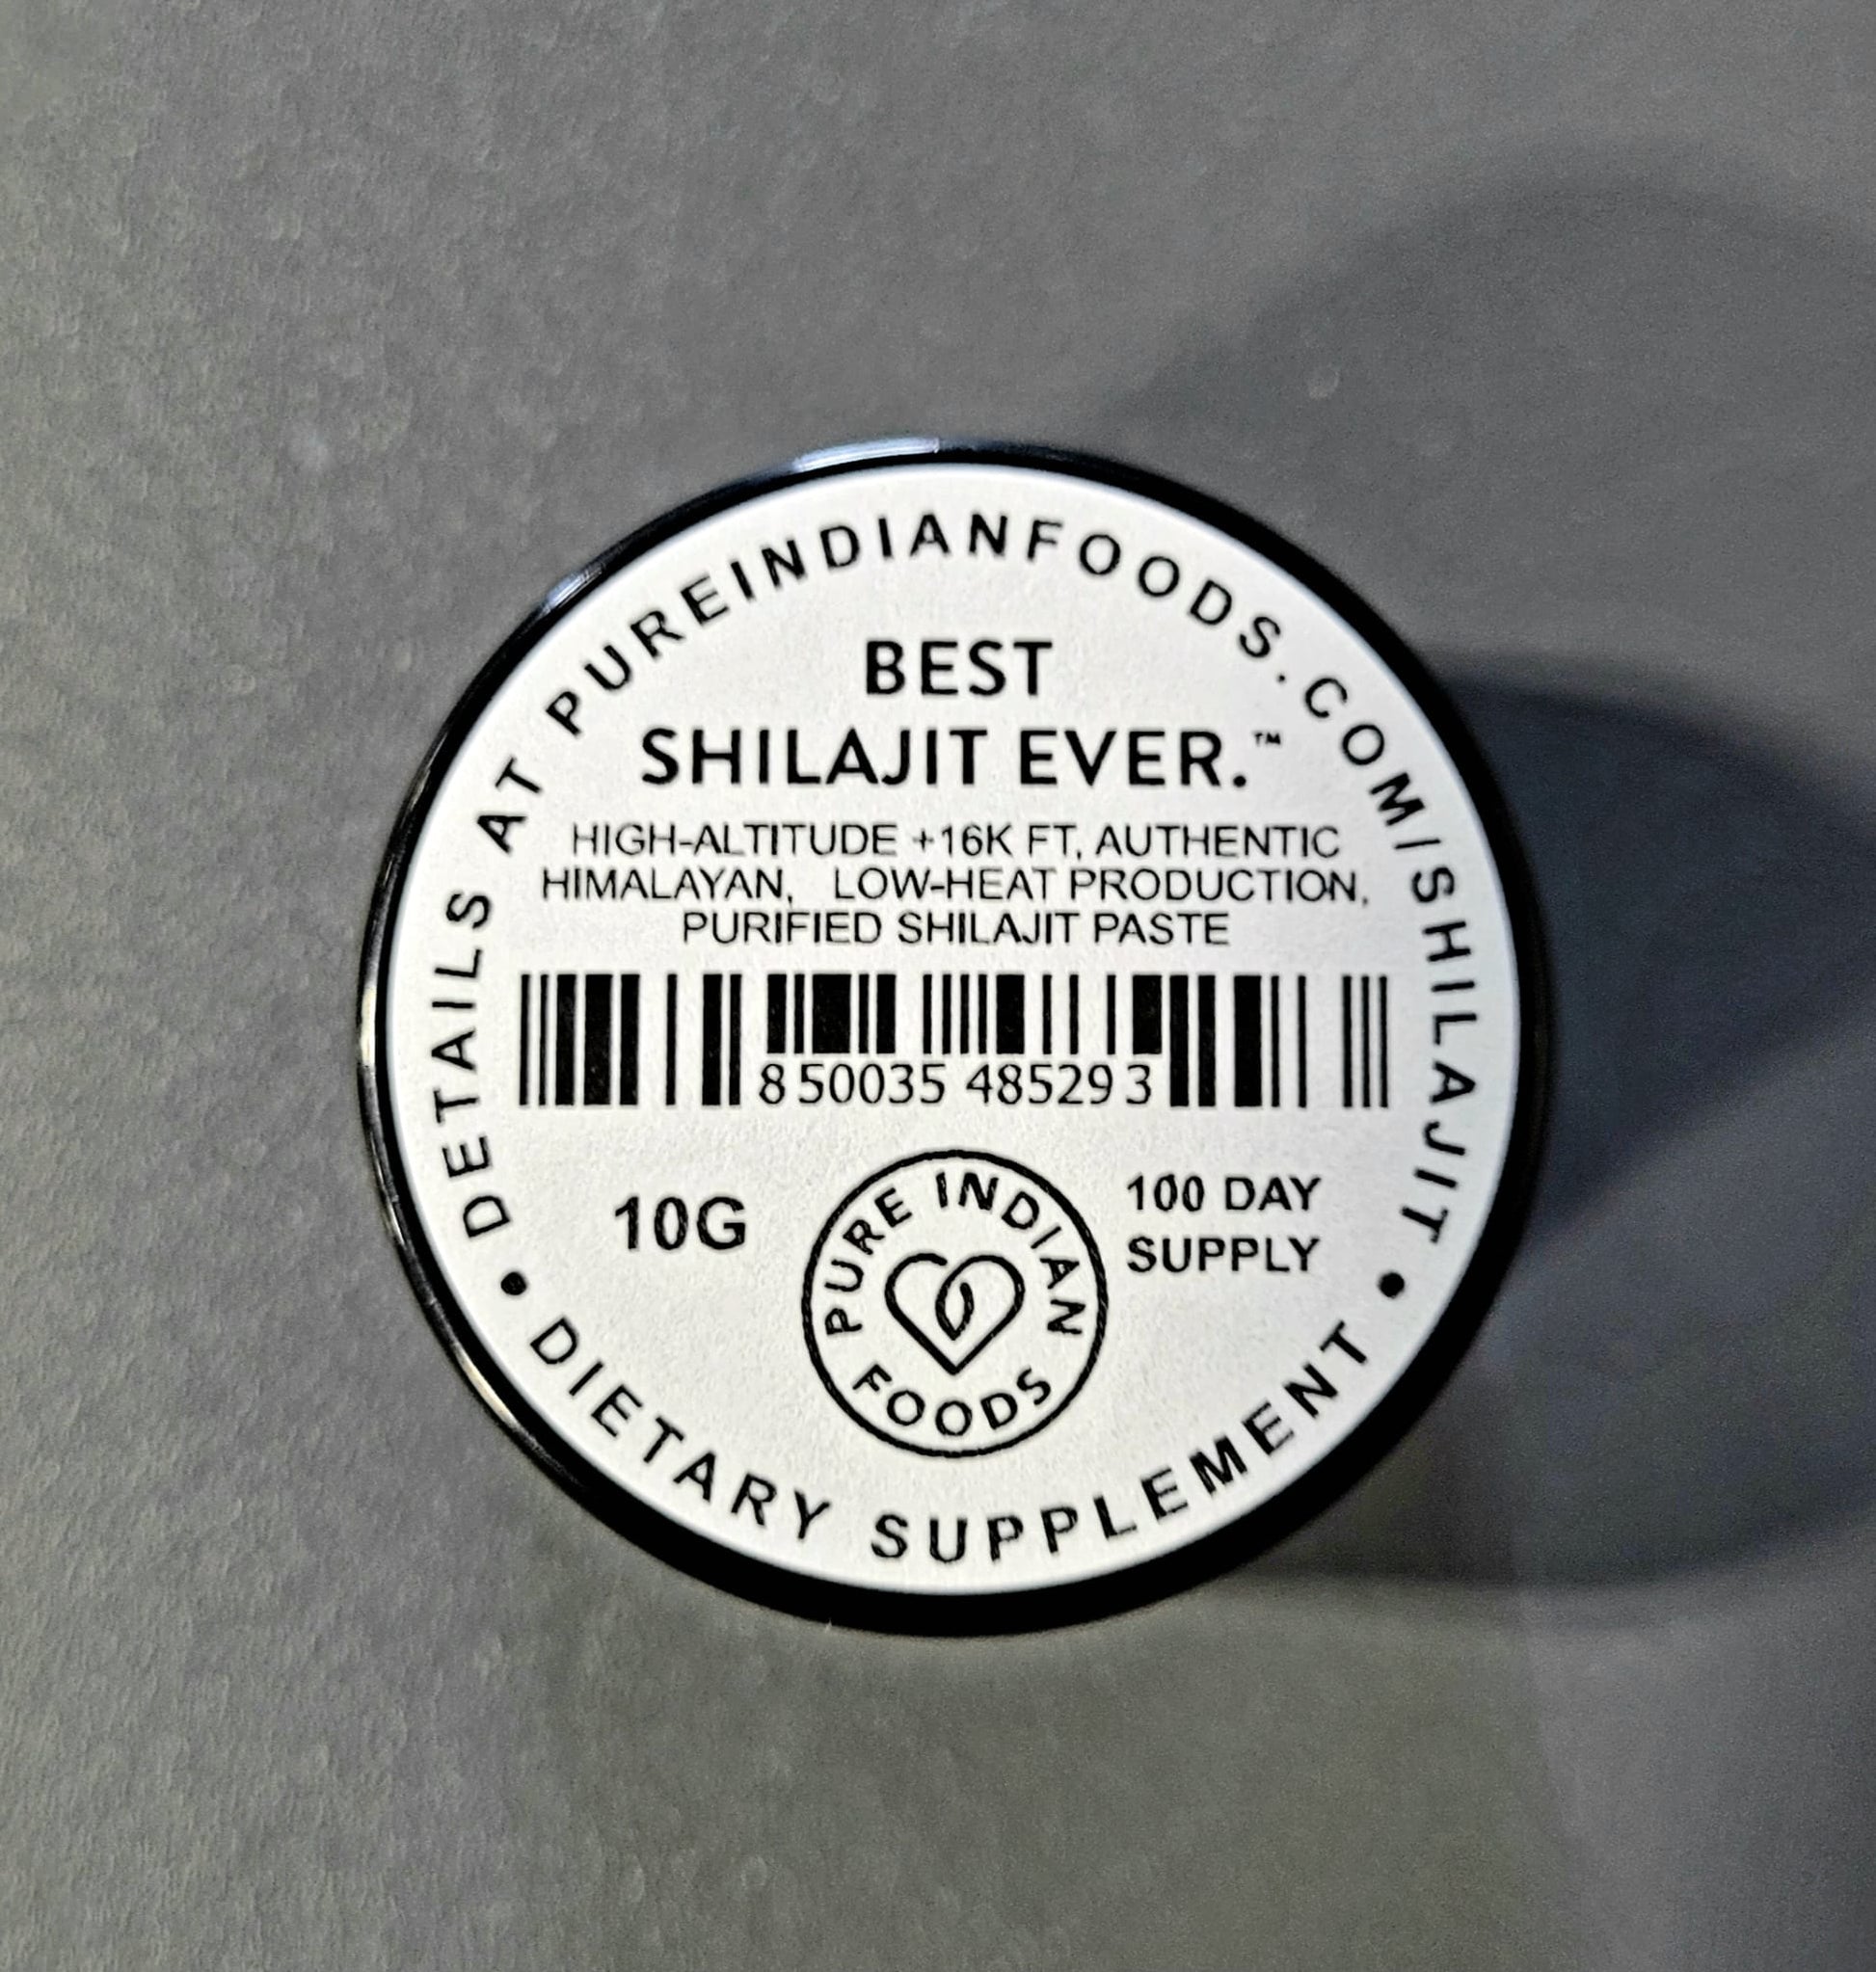 • DETAILS AT PUREINDIANFOODS.COM/SHILAJIT •
BEST
SHILAJIT EVER.™
HIGH-ALTITUDE +16K FT, AUTHENTIC
HIMALAYAN, LOW-HEAT PRODUCTION,
PURIFIED SHILAJIT PASTE
8 50035 48529 3
10G
PURE INDIAN
FOODS
100 DAY
SUPPLY
DIETARY SUPPLEMENT